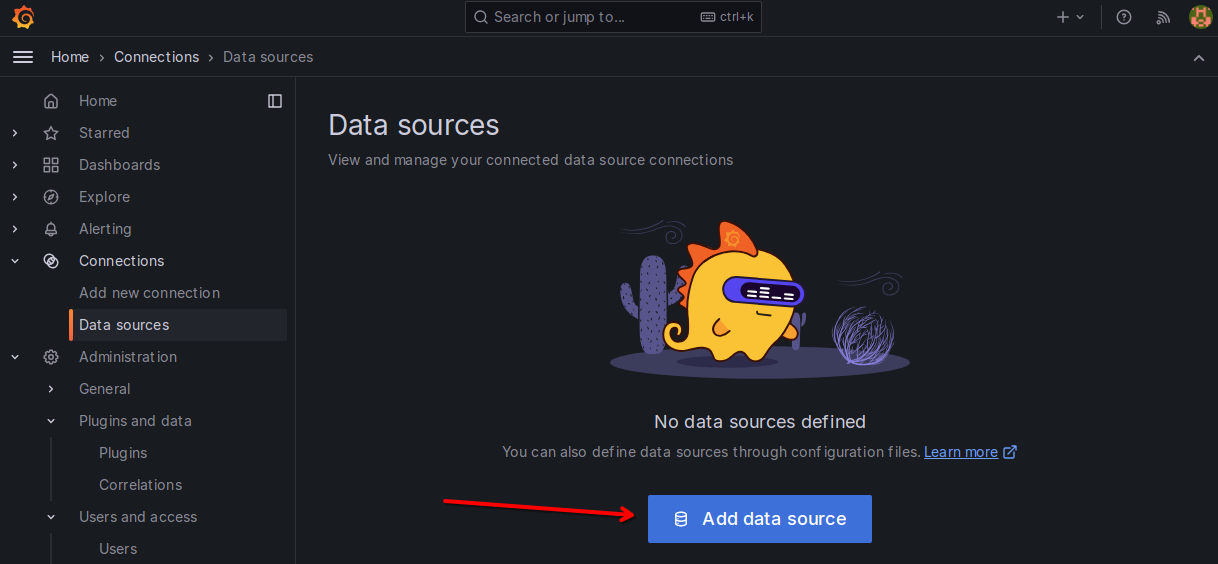 Search or jump to... ctrl+k
Home › Connections › Data sources
Home
Starred
Dashboards
Explore
Alerting
Connections
Add new connection
Data sources
Administration
General
Plugins and data
Plugins
Correlations
Users and access
Users
Data sources
View and manage your connected data source connections
No data sources defined
You can also define data sources through configuration files. Learn more
Add data source